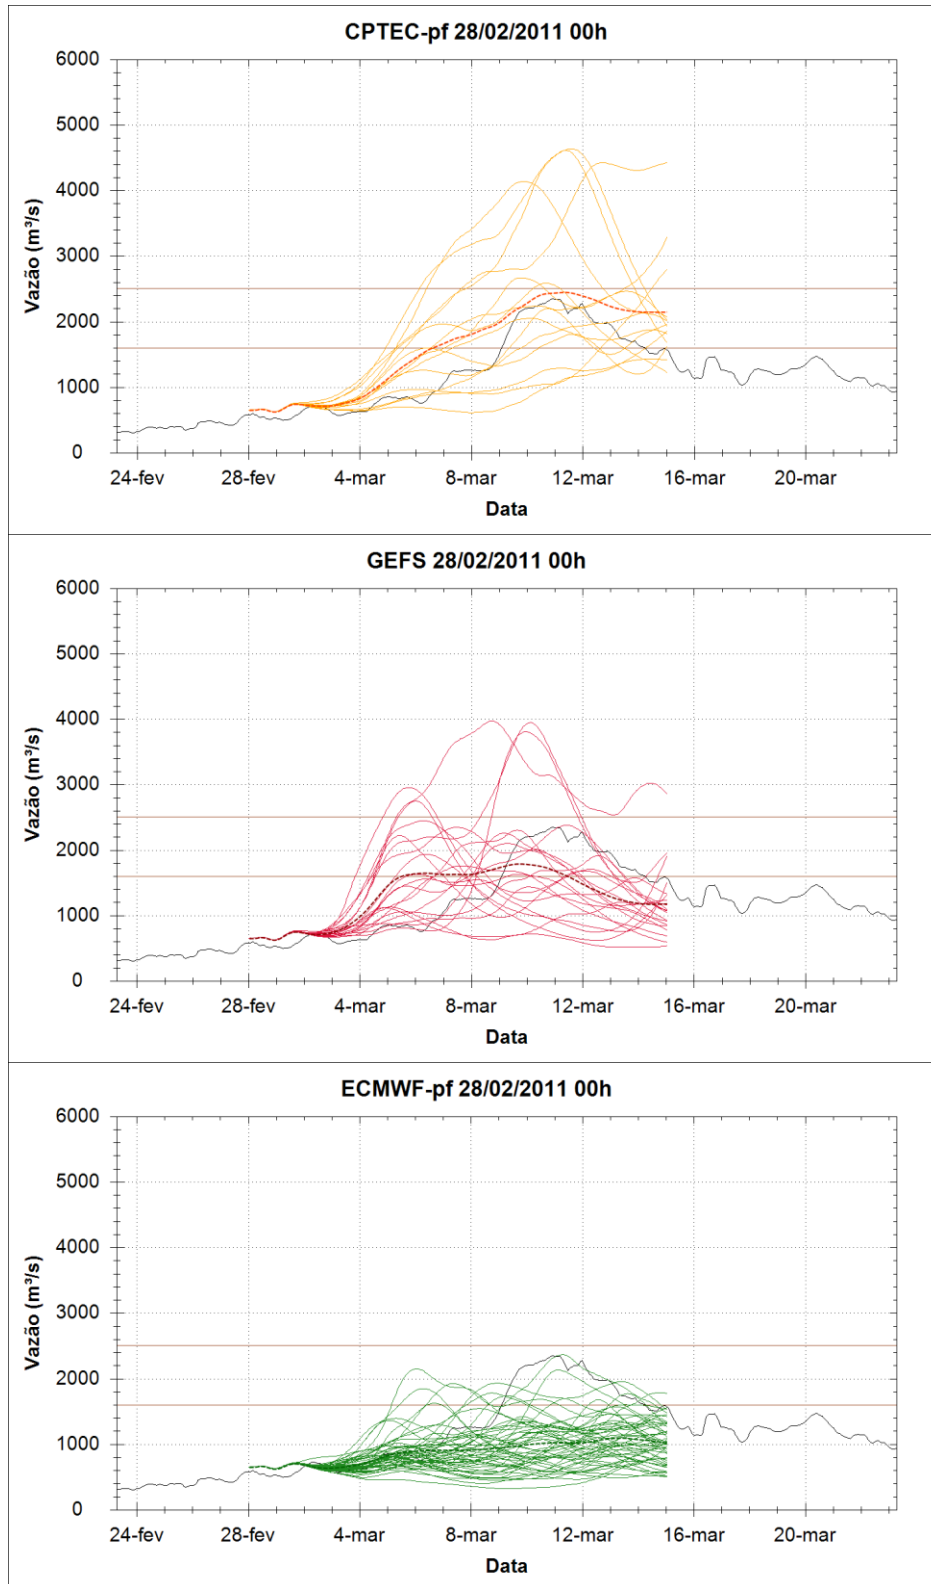 CPTEC-pf 28/02/2011 00h
6000
5000
4000
3000
2000
1000
0
Vazão (m³/s)
24-fev 28-fev 4-mar 8-mar 12-mar 16-mar 20-mar
Data
GEFS 28/02/2011 00h
6000
5000
4000
3000
2000
1000
0
Vazão (m³/s)
24-fev 28-fev 4-mar 8-mar 12-mar 16-mar 20-mar
Data
ECMWF-pf 28/02/2011 00h
6000
5000
4000
3000
2000
1000
0
Vazão (m³/s)
24-fev 28-fev 4-mar 8-mar 12-mar 16-mar 20-mar
Data